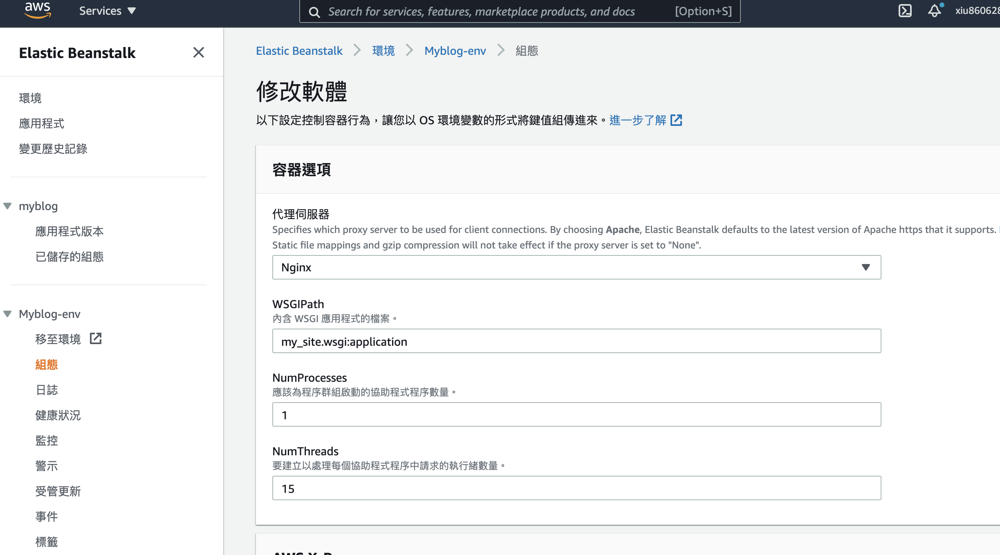 aws
Services
Search for services, features, marketplace products, and docs
[Option+S]
xiu860628
Elastic Beanstalk
環境
應用程式
變更歷史記錄
myblog
應用程式版本
已儲存的組態
Myblog-env
移至環境
組態
日誌
健康狀況
監控
警示
受管更新
事件
標籤
Elastic Beanstalk
環境
Myblog-env
組態
修改軟體
以下設定控制容器行為，讓您以 OS 環境變數的形式將鍵值組傳進來。進一步了解
容器選項
代理伺服器
Specifies which proxy server to be used for client connections. By choosing Apache, Elastic Beanstalk defaults to the latest version of Apache https that it supports.
Static file mappings and gzip compression will not take effect if the proxy server is set to "None".
Nginx
WSGIPath
內含 WSGI 應用程式的檔案。
my_site.wsgi:application
NumProcesses
應該為程序群組啟動的協助程式程序數量。
1
NumThreads
要建立以處理每個協助程式程序中請求的執行緒數量。
15